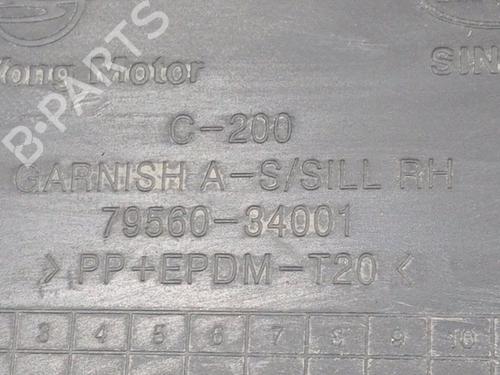 B-PARTS
Yong Motor
SIN
C-200
GARNISH A-S/SILL RH
79560-34001
> PP+EPDM-T20 <
3 4 5 6 7 8 9 10